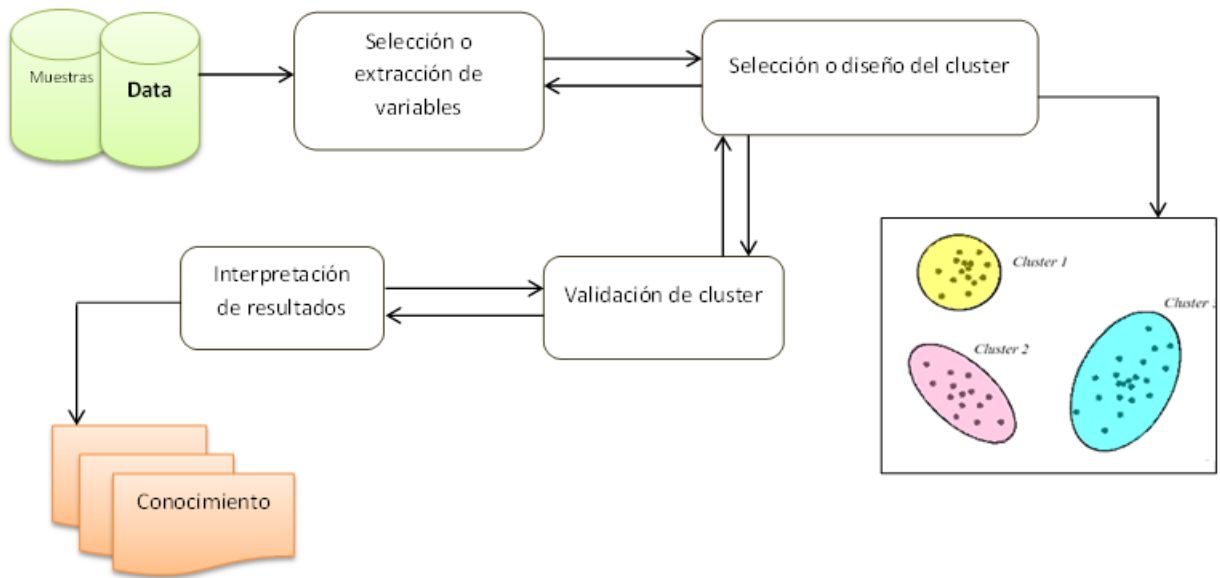 Muestras
Data
Selección o
extracción de
variables
Selección o diseño del cluster
Cluster 1
Cluster 2
Cluster
Validación de cluster
Interpretación
de resultados
Conocimiento